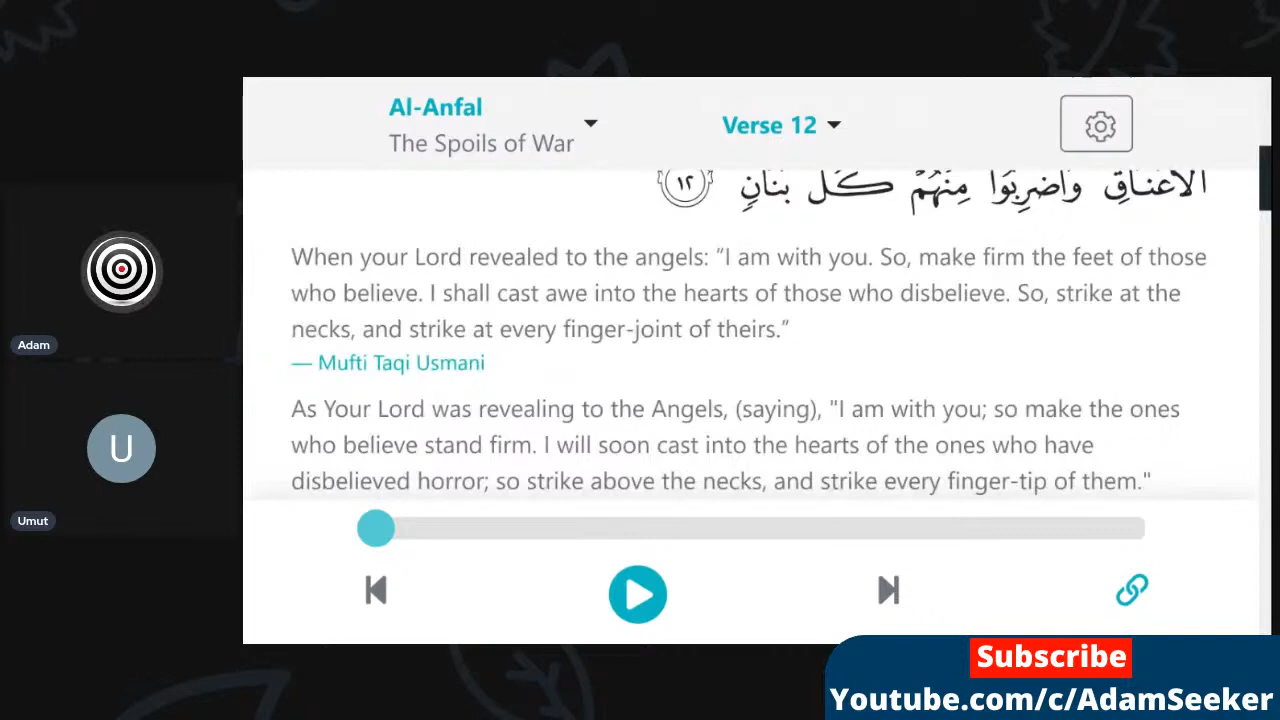 Al-Anfal
The Spoils of War
Verse 12
الأعناق واضربوا منهم كل بنان ١٢
When your Lord revealed to the angels: “I am with you. So, make firm the feet of those
who believe. I shall cast awe into the hearts of those who disbelieve. So, strike at the
necks, and strike at every finger-joint of theirs.”
— Mufti Taqi Usmani
As Your Lord was revealing to the Angels, (saying), "I am with you; so make the ones
who believe stand firm. I will soon cast into the hearts of the ones who have
disbelieved horror; so strike above the necks, and strike every finger-tip of them."
Adam
U
Umut
Subscribe
Youtube.com/c/AdamSeeker